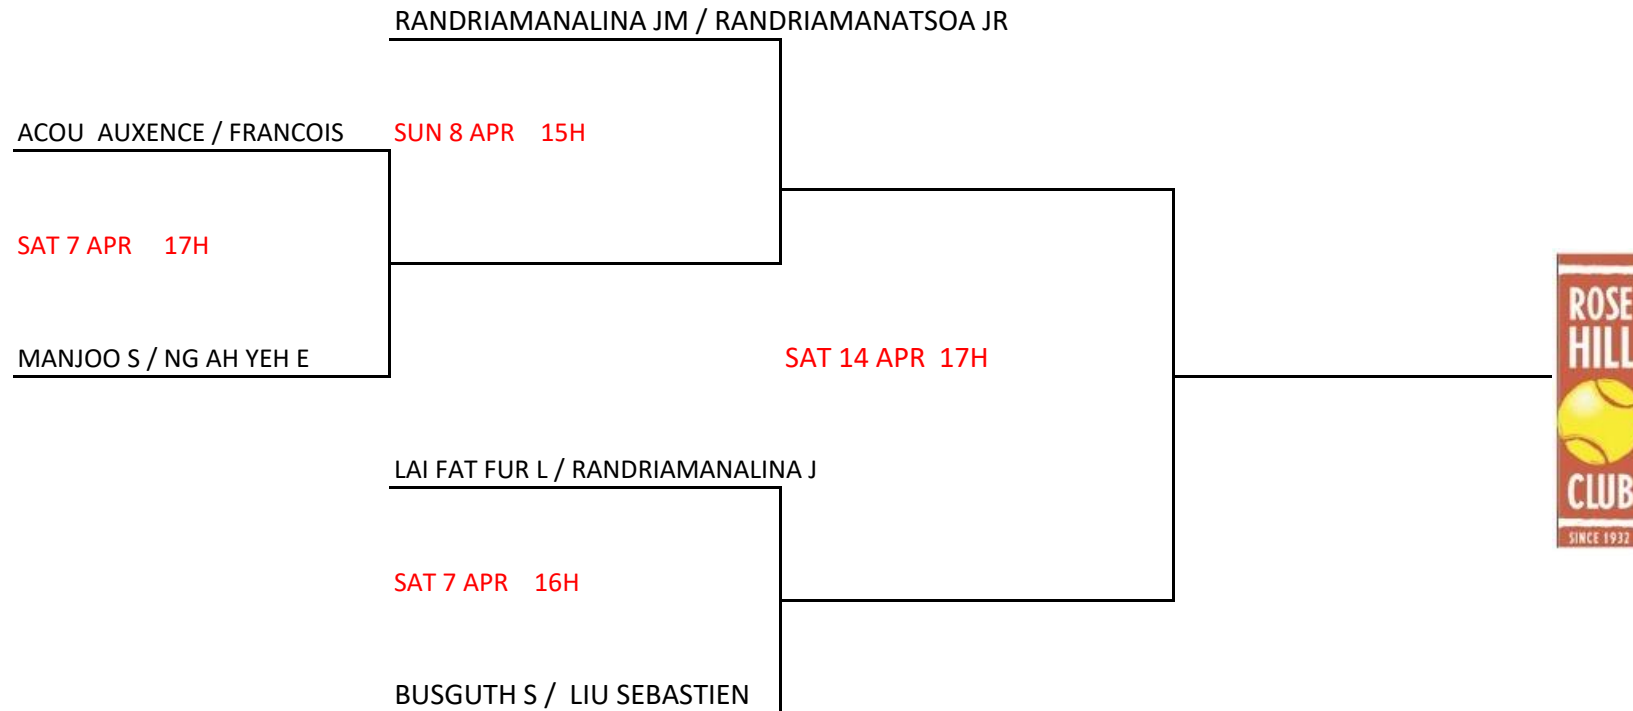 RANDRIAMANALINA JM / RANDRIAMANATSOA JR
ACOU  AUXENCE / FRANCOIS
SUN 8 APR    15H
SAT 7 APR     17H
MANJOO S / NG AH YEH E
SAT 14 APR  17H
LAI FAT FUR L / RANDRIAMANALINA J
SAT 7 APR    16H
BUSGUTH S /  LIU SEBASTIEN
ROSE
HILL
CLUB
SINCE 1932